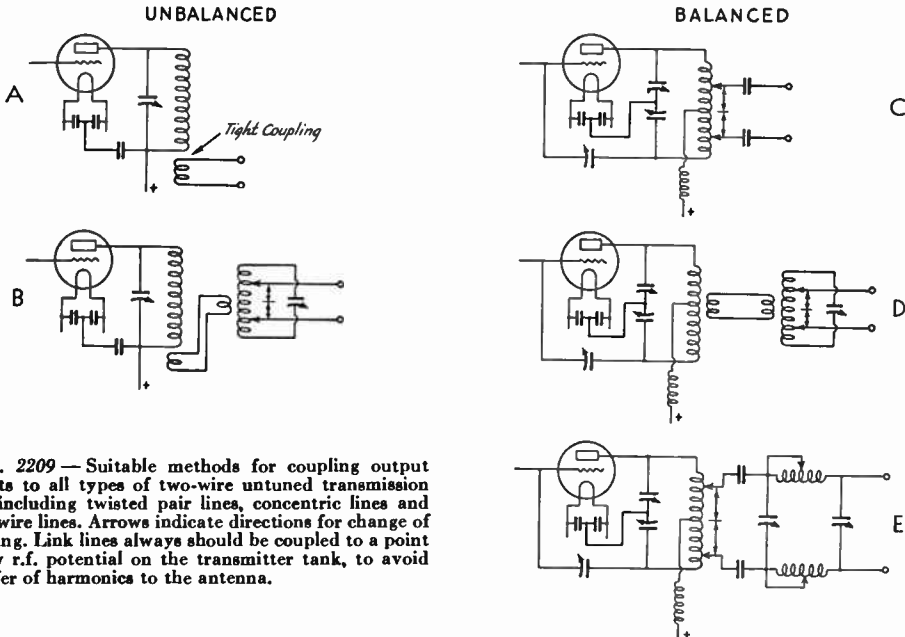 UNBALANCED
BALANCED
A
Tight Coupling
+
C
+
B
+
D
+
. 2209 — Suitable methods for coupling output
ts to all types of two-wire untuned transmission
including twisted pair lines, concentric lines and
wire lines. Arrows indicate directions for change of
ng. Link lines always should be coupled to a point
r.f. potential on the transmitter tank, to avoid
er of harmonics to the antenna.
E
+